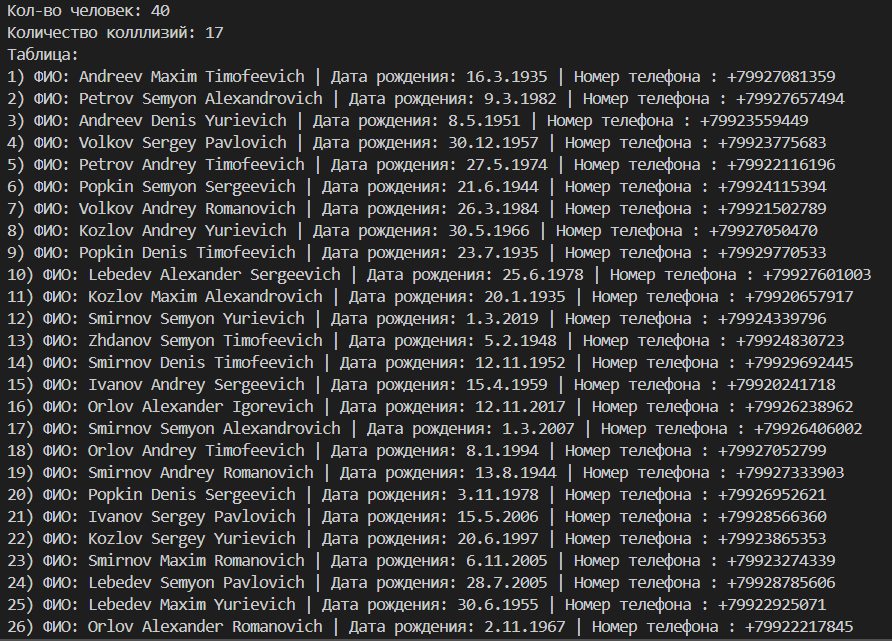 Кол-во человек: 40
Количество колллизий: 17
Таблица:
1) ФИО: Andreev Maxim Timofeevich | Дата рождения: 16.3.1935 | Номер телефона : +79927081359
2) ФИО: Petrov Semyon Alexandrovich | Дата рождения: 9.3.1982 | Номер телефона : +79927657494
3) ФИО: Andreev Denis Yurievich | Дата рождения: 8.5.1951 | Номер телефона : +79923559449
4) ФИО: Volkov Sergey Pavlovich | Дата рождения: 30.12.1957 | Номер телефона : +79923775683
5) ФИО: Petrov Andrey Timofeevich | Дата рождения: 27.5.1974 | Номер телефона : +79922116196
6) ФИО: Popkin Semyon Sergeevich | Дата рождения: 21.6.1944 | Номер телефона : +79924115394
7) ФИО: Volkov Andrey Romanovich | Дата рождения: 26.3.1984 | Номер телефона : +79921502789
8) ФИО: Kozlov Andrey Yurievich | Дата рождения: 30.5.1966 | Номер телефона : +79927050470
9) ФИО: Popkin Denis Timofeevich | Дата рождения: 23.7.1935 | Номер телефона : +79929770533
10) ФИО: Lebedev Alexander Sergeevich | Дата рождения: 25.6.1978 | Номер телефона : +79927601003
11) ФИО: Kozlov Maxim Alexandrovich | Дата рождения: 20.1.1935 | Номер телефона : +79920657917
12) ФИО: Smirnov Semyon Yurievich | Дата рождения: 1.3.2019 | Номер телефона : +79924339796
13) ФИО: Zhdanov Semyon Timofeevich | Дата рождения: 5.2.1948 | Номер телефона : +79924830723
14) ФИО: Smirnov Denis Timofeevich | Дата рождения: 12.11.1952 | Номер телефона : +79929692445
15) ФИО: Ivanov Andrey Sergeevich | Дата рождения: 15.4.1959 | Номер телефона : +79920241718
16) ФИО: Orlov Alexander Igorevich | Дата рождения: 12.11.2017 | Номер телефона : +79926238962
17) ФИО: Smirnov Semyon Alexandrovich | Дата рождения: 1.3.2007 | Номер телефона : +79926406002
18) ФИО: Orlov Andrey Timofeevich | Дата рождения: 8.1.1994 | Номер телефона : +79927052799
19) ФИО: Smirnov Andrey Romanovich | Дата рождения: 13.8.1944 | Номер телефона : +79927333903
20) ФИО: Popkin Denis Sergeevich | Дата рождения: 3.11.1978 | Номер телефона : +79926952621
21) ФИО: Ivanov Sergey Pavlovich | Дата рождения: 15.5.2006 | Номер телефона : +79928566360
22) ФИО: Kozlov Sergey Yurievich | Дата рождения: 20.6.1997 | Номер телефона : +79923865353
23) ФИО: Smirnov Maxim Romanovich | Дата рождения: 6.11.2005 | Номер телефона : +79923274339
24) ФИО: Lebedev Semyon Pavlovich | Дата рождения: 28.7.2005 | Номер телефона : +79928785606
25) ФИО: Lebedev Maxim Yurievich | Дата рождения: 30.6.1955 | Номер телефона : +79922925071
26) ФИО: Orlov Alexander Romanovich | Дата рождения: 2.11.1967 | Номер телефона : +79922217845